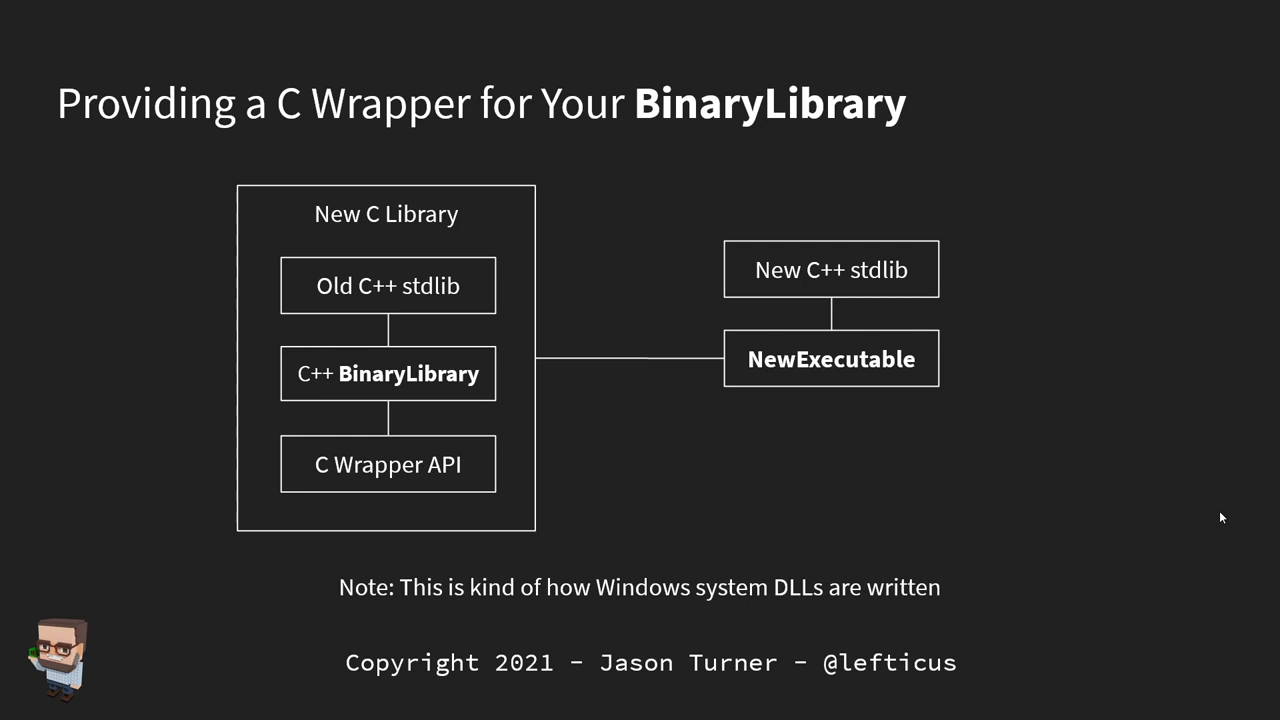 Providing a C Wrapper for Your BinaryLibrary
New C Library
Old C++ stdlib
C++ BinaryLibrary
C Wrapper API
New C++ stdlib
NewExecutable
Note: This is kind of how Windows system DLLs are written
Copyright 2021 - Jason Turner - @lefticus